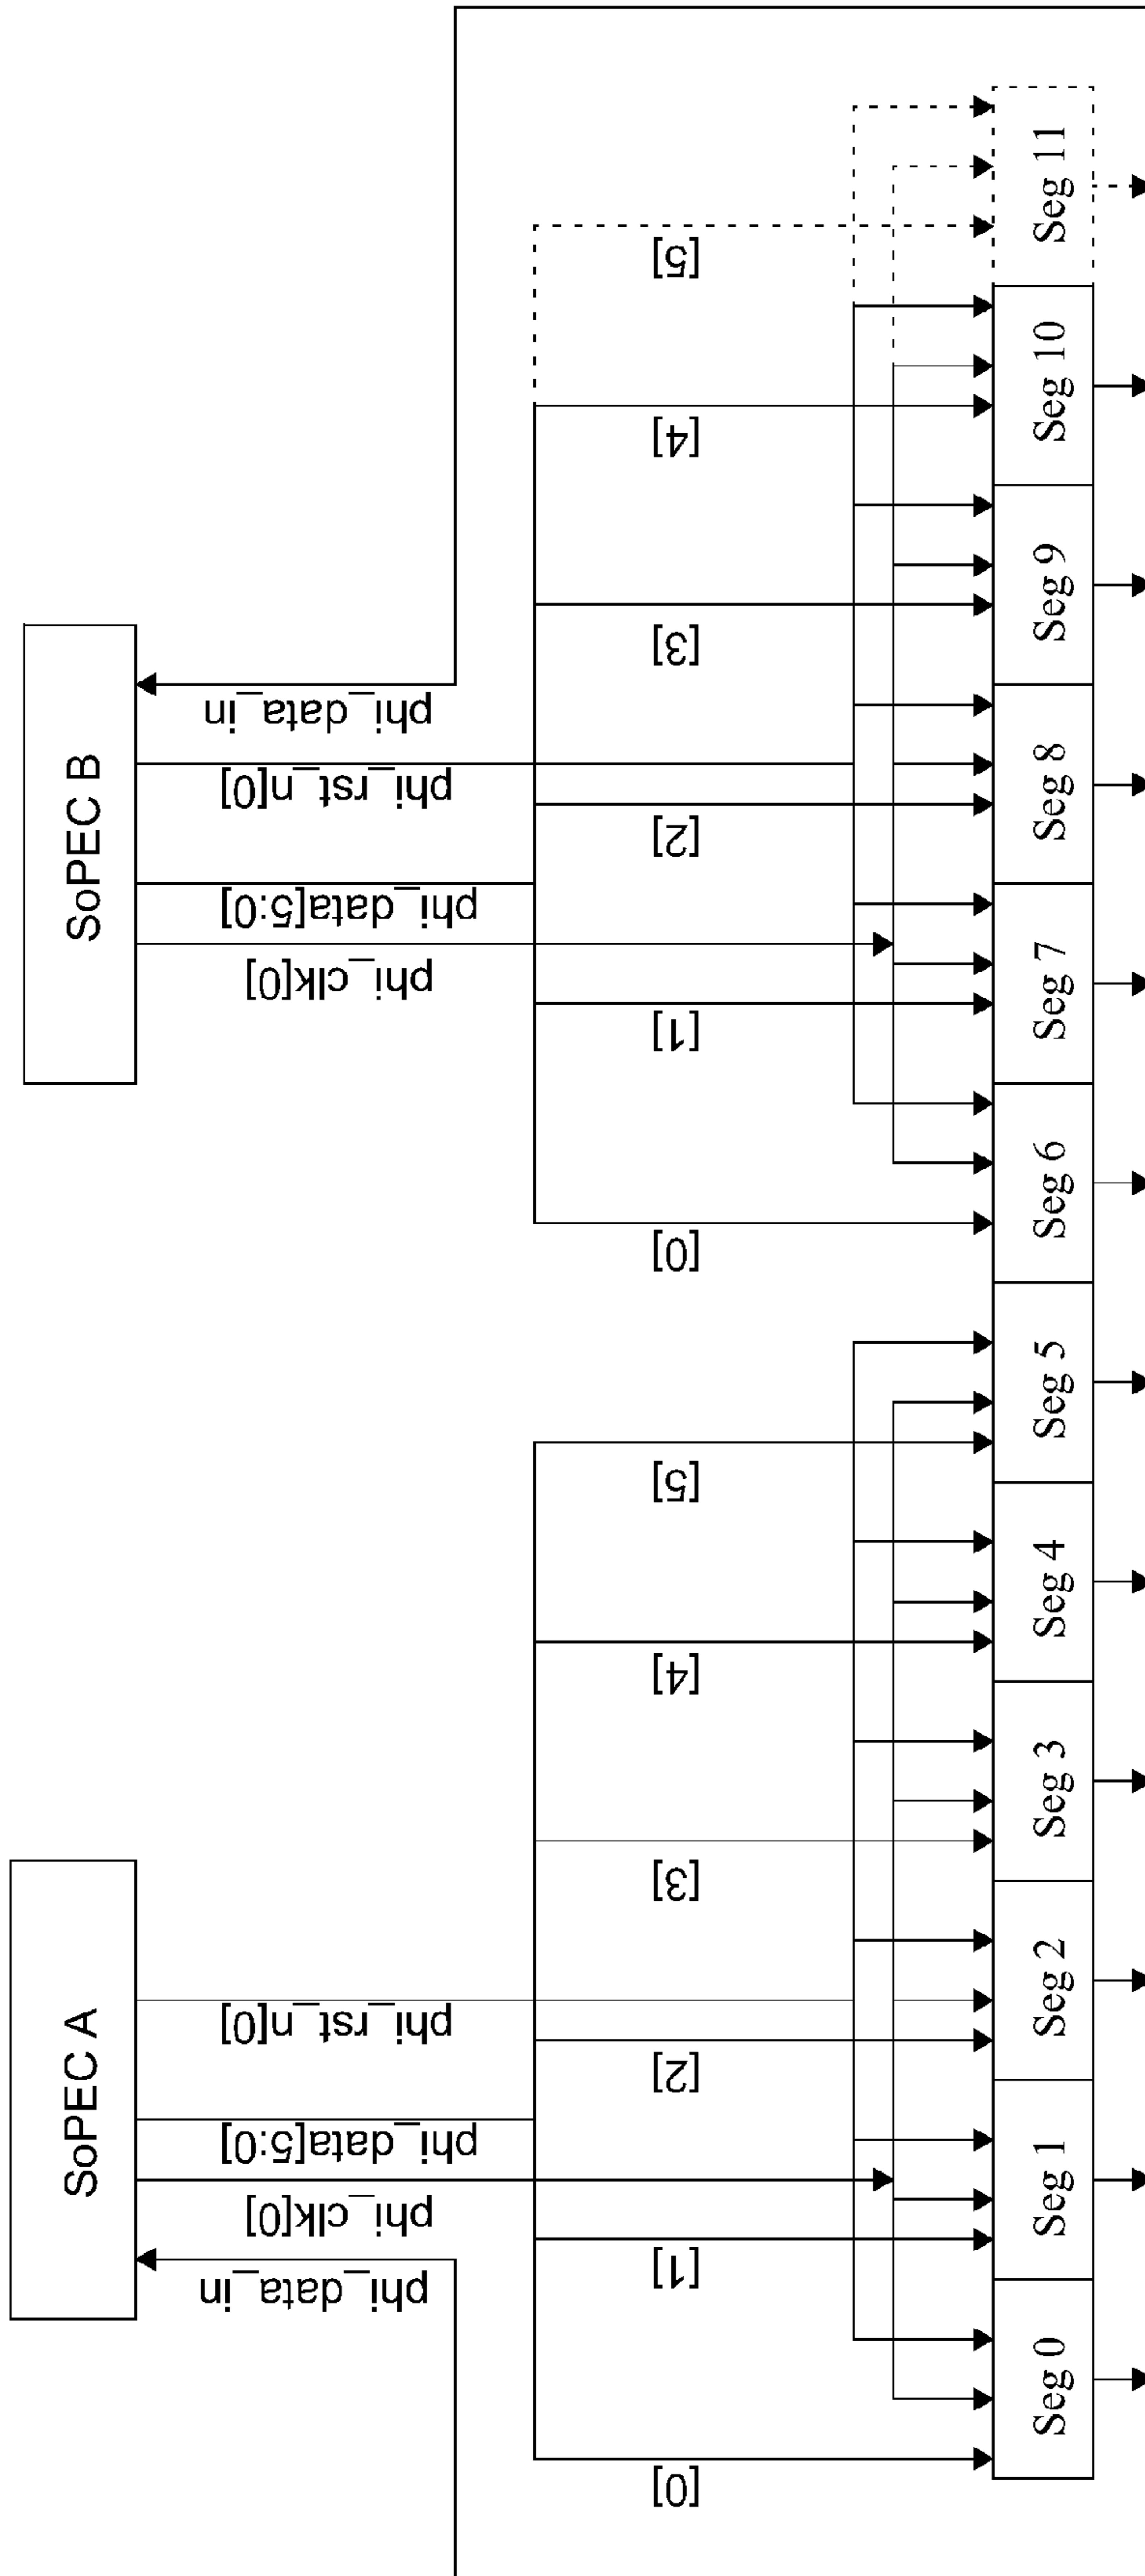 SoPEC A
SoPEC B
phi_data_in
phi_clk[0]
phi_data[5:0]
phi_rst_n[0]
phi_clk[0]
phi_data[5:0]
phi_rst_n[0]
phi_data_in
[0]
[1]
[2]
[3]
[4]
[5]
[0]
[1]
[2]
[3]
[4]
[5]
Seg 0
Seg 1
Seg 2
Seg 3
Seg 4
Seg 5
Seg 6
Seg 7
Seg 8
Seg 9
Seg 10
Seg 11